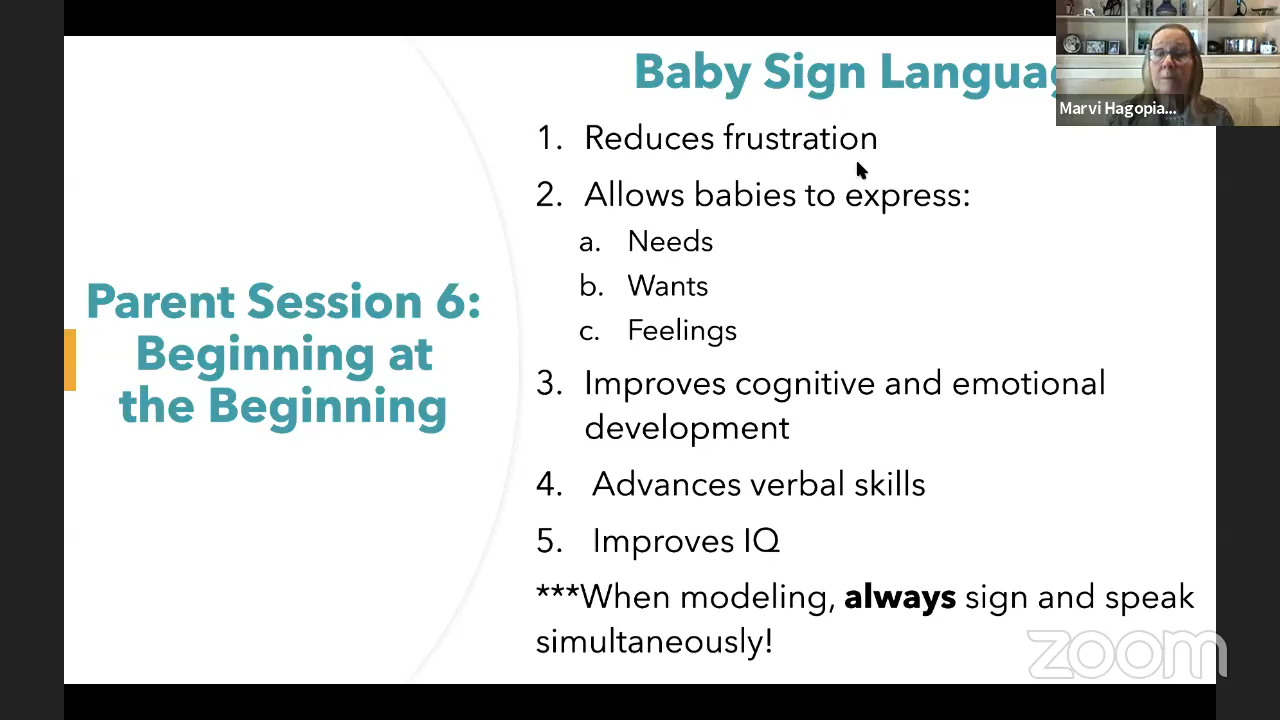 Baby Sign Languag
Marvi Hagopia...
1. Reduces frustration
2. Allows babies to express:
a. Needs
b. Wants
c. Feelings
3. Improves cognitive and emotional
development
4. Advances verbal skills
5. Improves IQ
***When modeling, always sign and speak
simultaneously!
Parent Session 6:
Beginning at
the Beginning
zoom